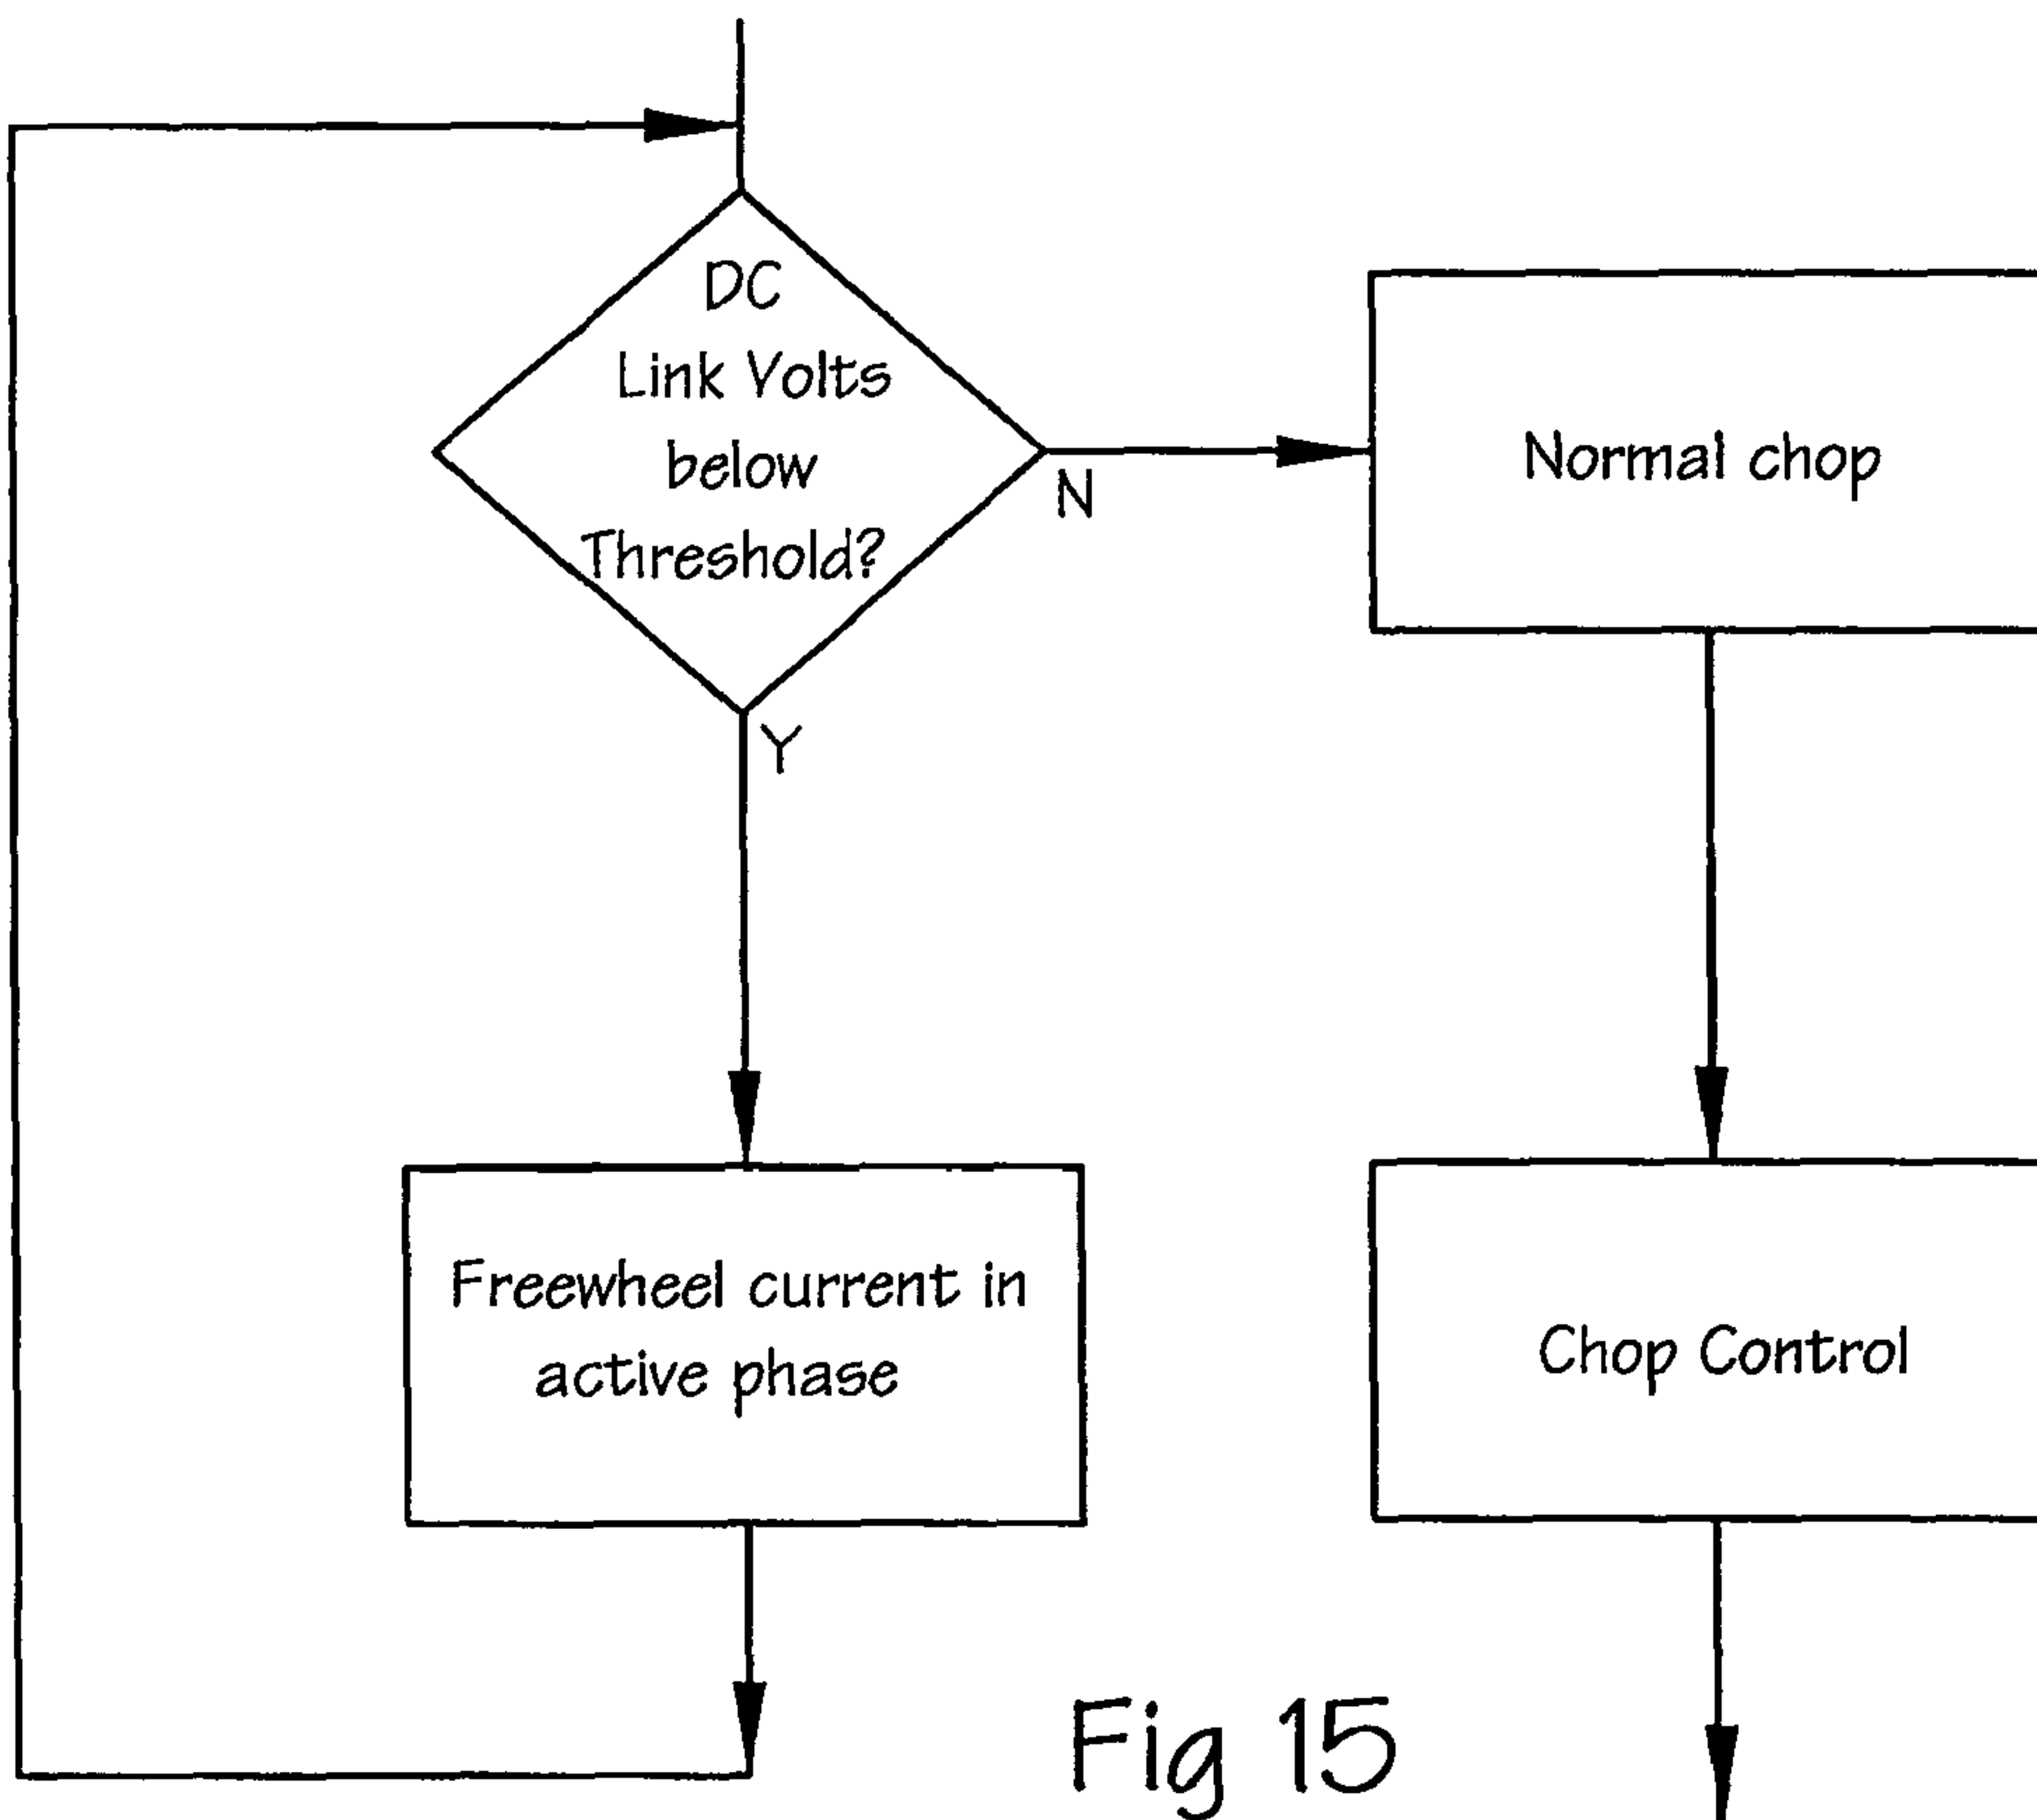 DC
Link Volts
below
Threshold?
N
Normal chop
Y
Freewheel current in
active phase
Chop Control
Fig 15